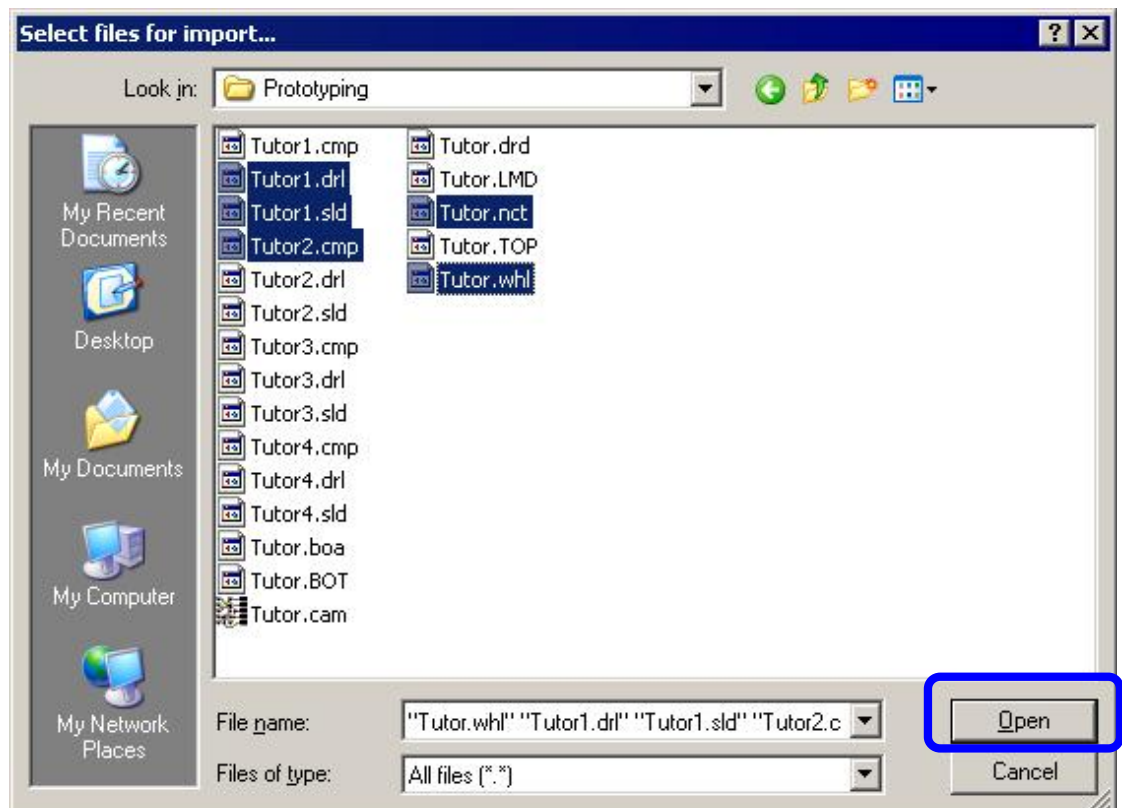 Select files for import...
Look in:
Prototyping
My Recent
Documents
Desktop
My Documents
My Computer
My Network
Places
Tutor1.cmp
Tutor1.drl
Tutor1.sld
Tutor2.cmp
Tutor2.drl
Tutor2.sld
Tutor3.cmp
Tutor3.drl
Tutor3.sld
Tutor4.cmp
Tutor4.drl
Tutor4.sld
Tutor.boa
Tutor.BOT
Tutor.cam
Tutor.drd
Tutor.LMD
Tutor.nct
Tutor.TOP
Tutor.whl
File name:
"Tutor.whl" "Tutor1.drl" "Tutor1.sld" "Tutor2.c
Open
Files of type:
All files (*.*)
Cancel